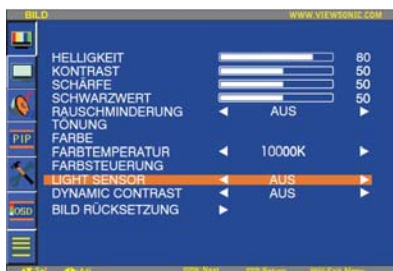 BILD WWW.VIEWSONIC.COM
HELLIGKEIT 80
KONTRAST 50
SCHÄRFE 50
SCHWARZWERT 50
RAUSCHMINDERUNG AUS
TÖNUNG
PIP FARBE
FARBTEMPERATUR 10000K
FARBSTEUERUNG
LIGHT SENSOR AUS
DYNAMIC CONTRAST AUS
OSD BILD RÜCKSETZUNG